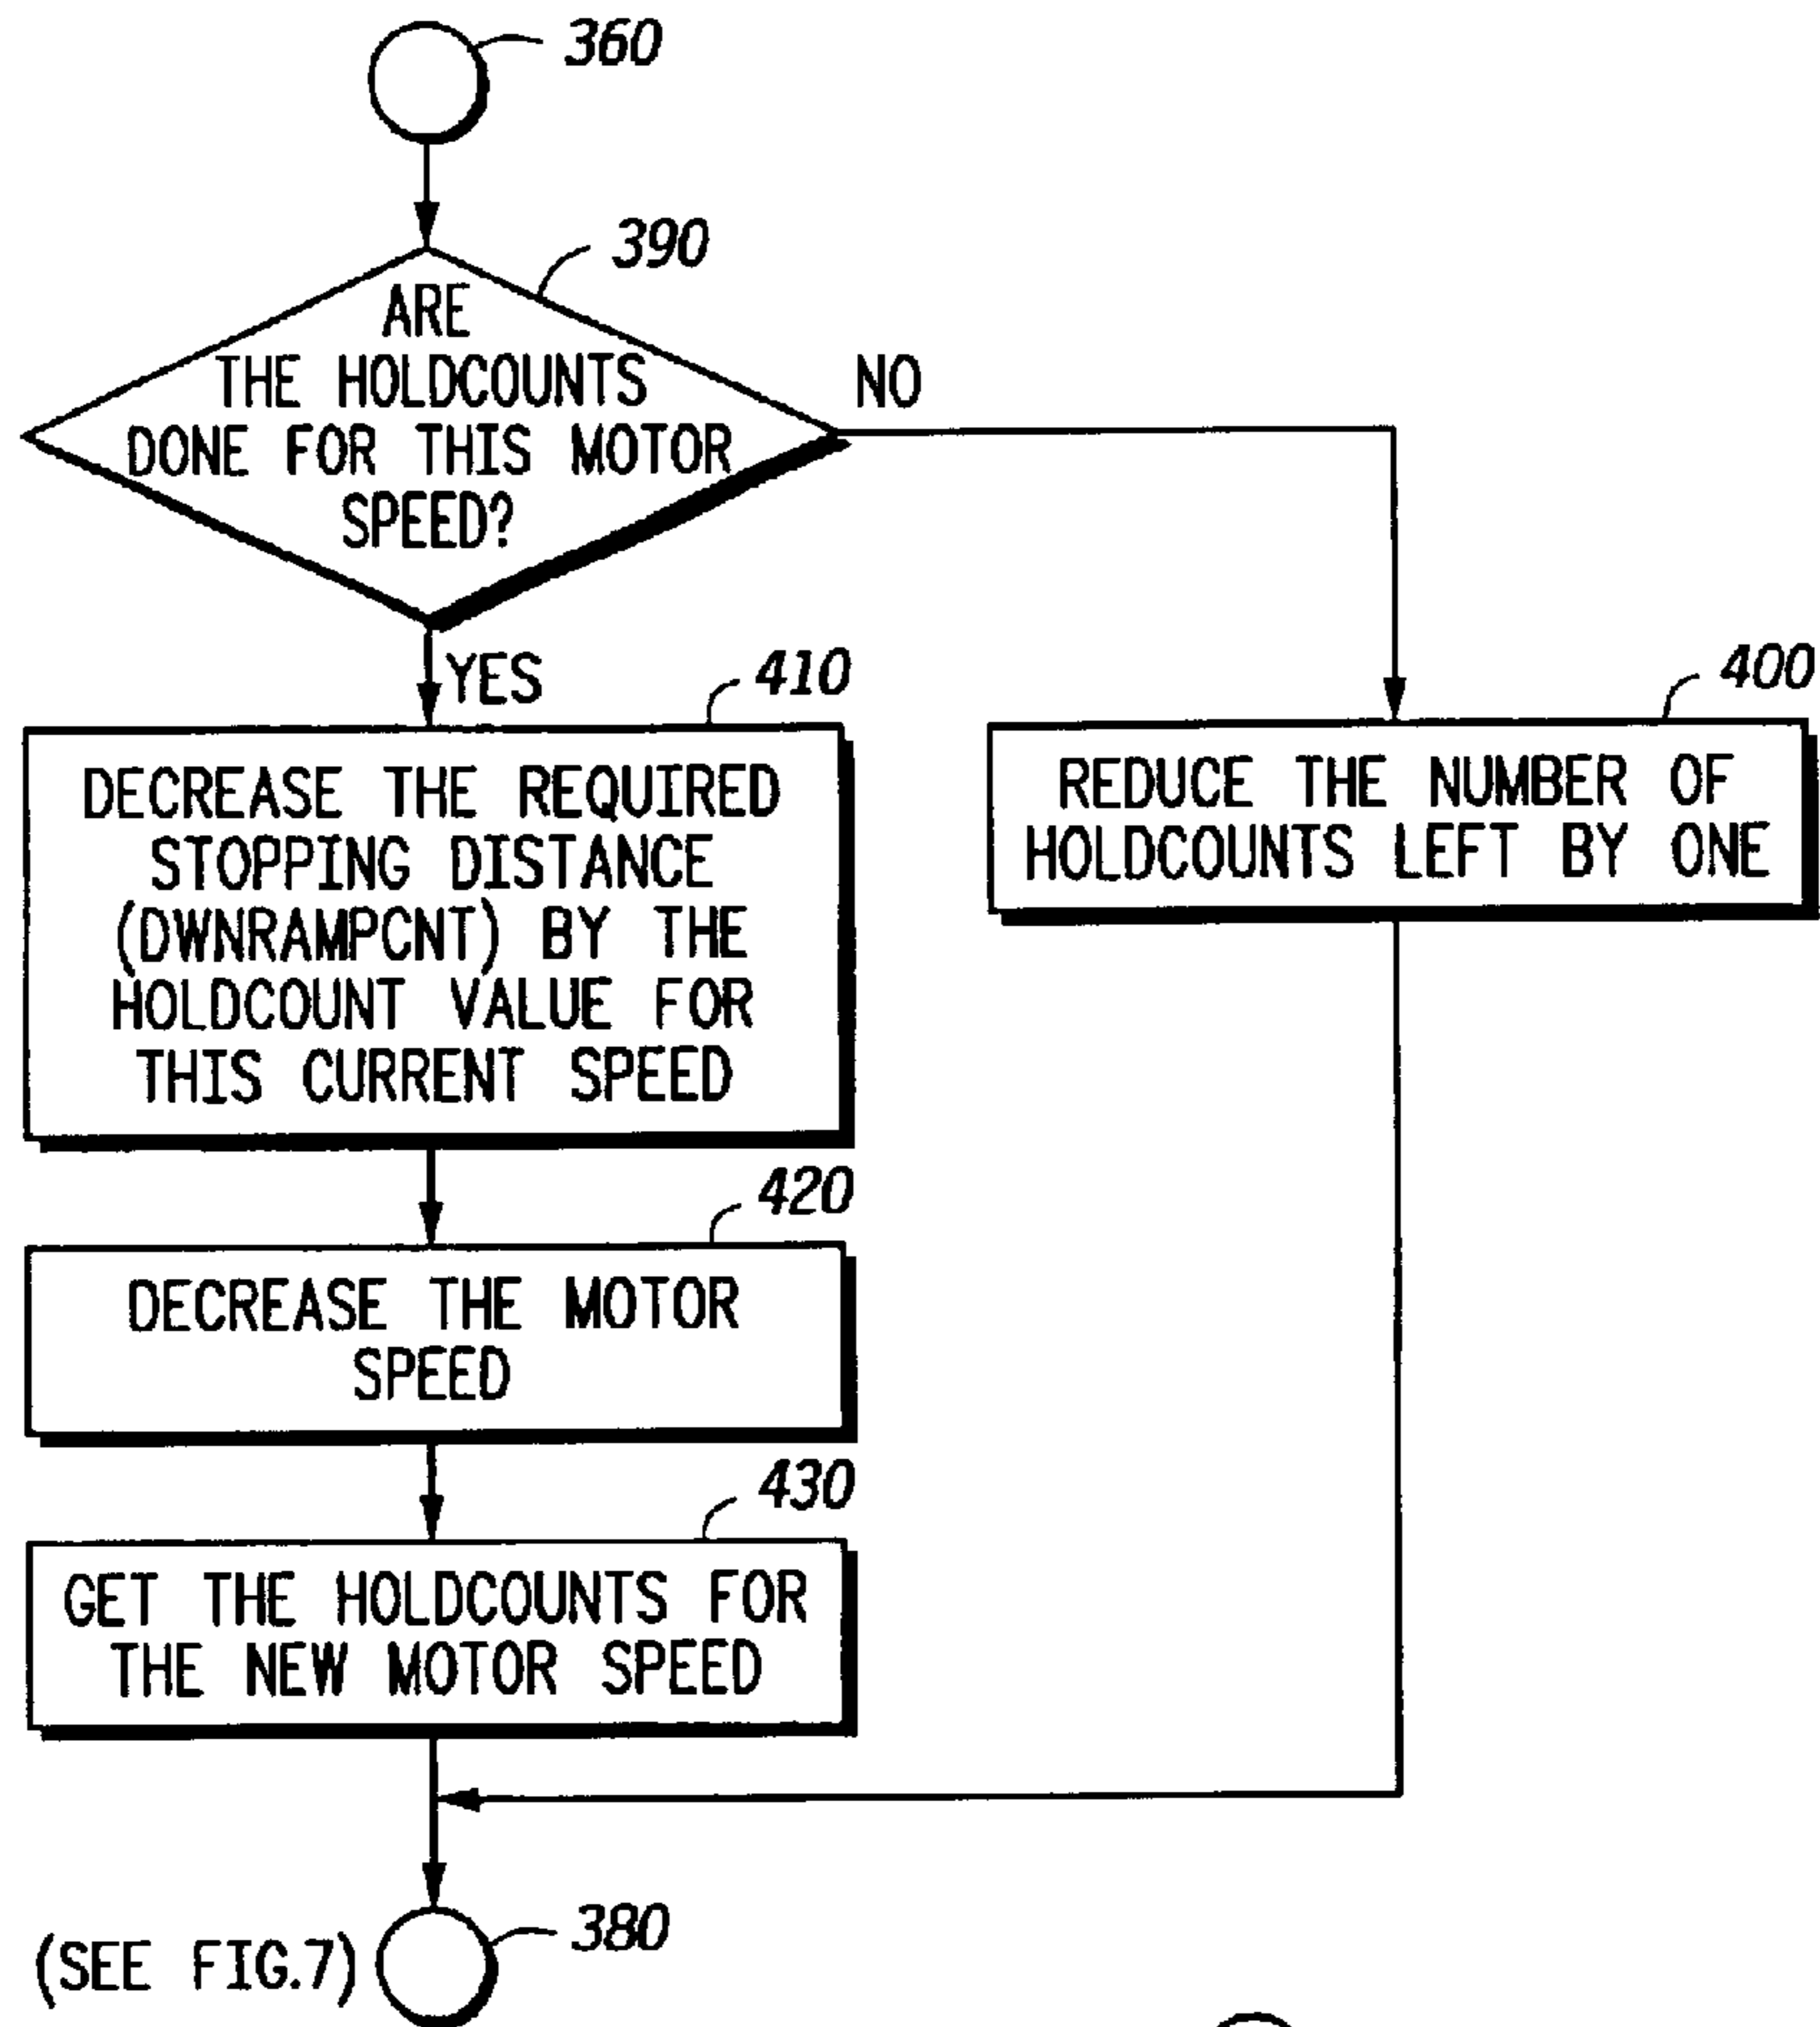 360
390
ARE
THE HOLDCOUNTS
DONE FOR THIS MOTOR
SPEED?
NO
YES
410
DECREASE THE REQUIRED
STOPPING DISTANCE
(DWNRAMPCNT) BY THE
HOLDCOUNT VALUE FOR
THIS CURRENT SPEED
400
REDUCE THE NUMBER OF
HOLDCOUNTS LEFT BY ONE
420
DECREASE THE MOTOR
SPEED
430
GET THE HOLDCOUNTS FOR
THE NEW MOTOR SPEED
(SEE FIG.7)
380